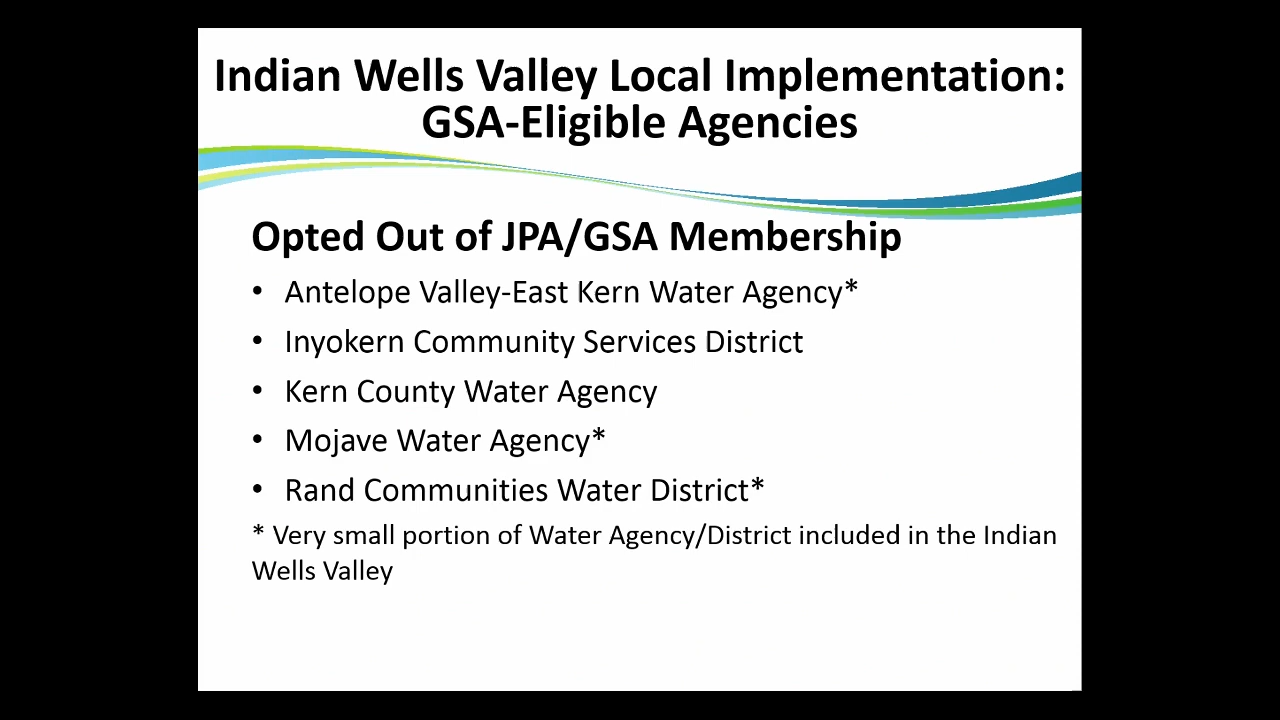 Indian Wells Valley Local Implementation:
GSA-Eligible Agencies
Opted Out of JPA/GSA Membership
• Antelope Valley-East Kern Water Agency*
• Inyokern Community Services District
• Kern County Water Agency
• Mojave Water Agency*
• Rand Communities Water District*
* Very small portion of Water Agency/District included in the Indian
Wells Valley